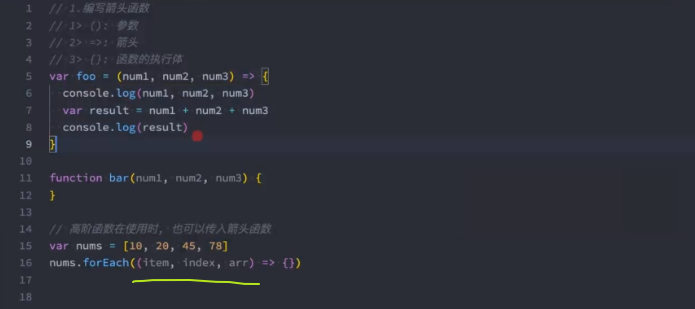 1 // 1.编写箭头函数
2 // 1> (): 参数
3 // 2> =>: 箭头
4 // 3> {}: 函数的执行体
5 var foo = (num1, num2, num3) => {
6   console.log(num1, num2, num3)
7   var result = num1 + num2 + num3
8   console.log(result)
9 }
10
11 function bar(num1, num2, num3) {
12 }
13
14 // 高阶函数在使用时, 也可以传入箭头函数
15 var nums = [10, 20, 45, 78]
16 nums.forEach((item, index, arr) => {})
17
18